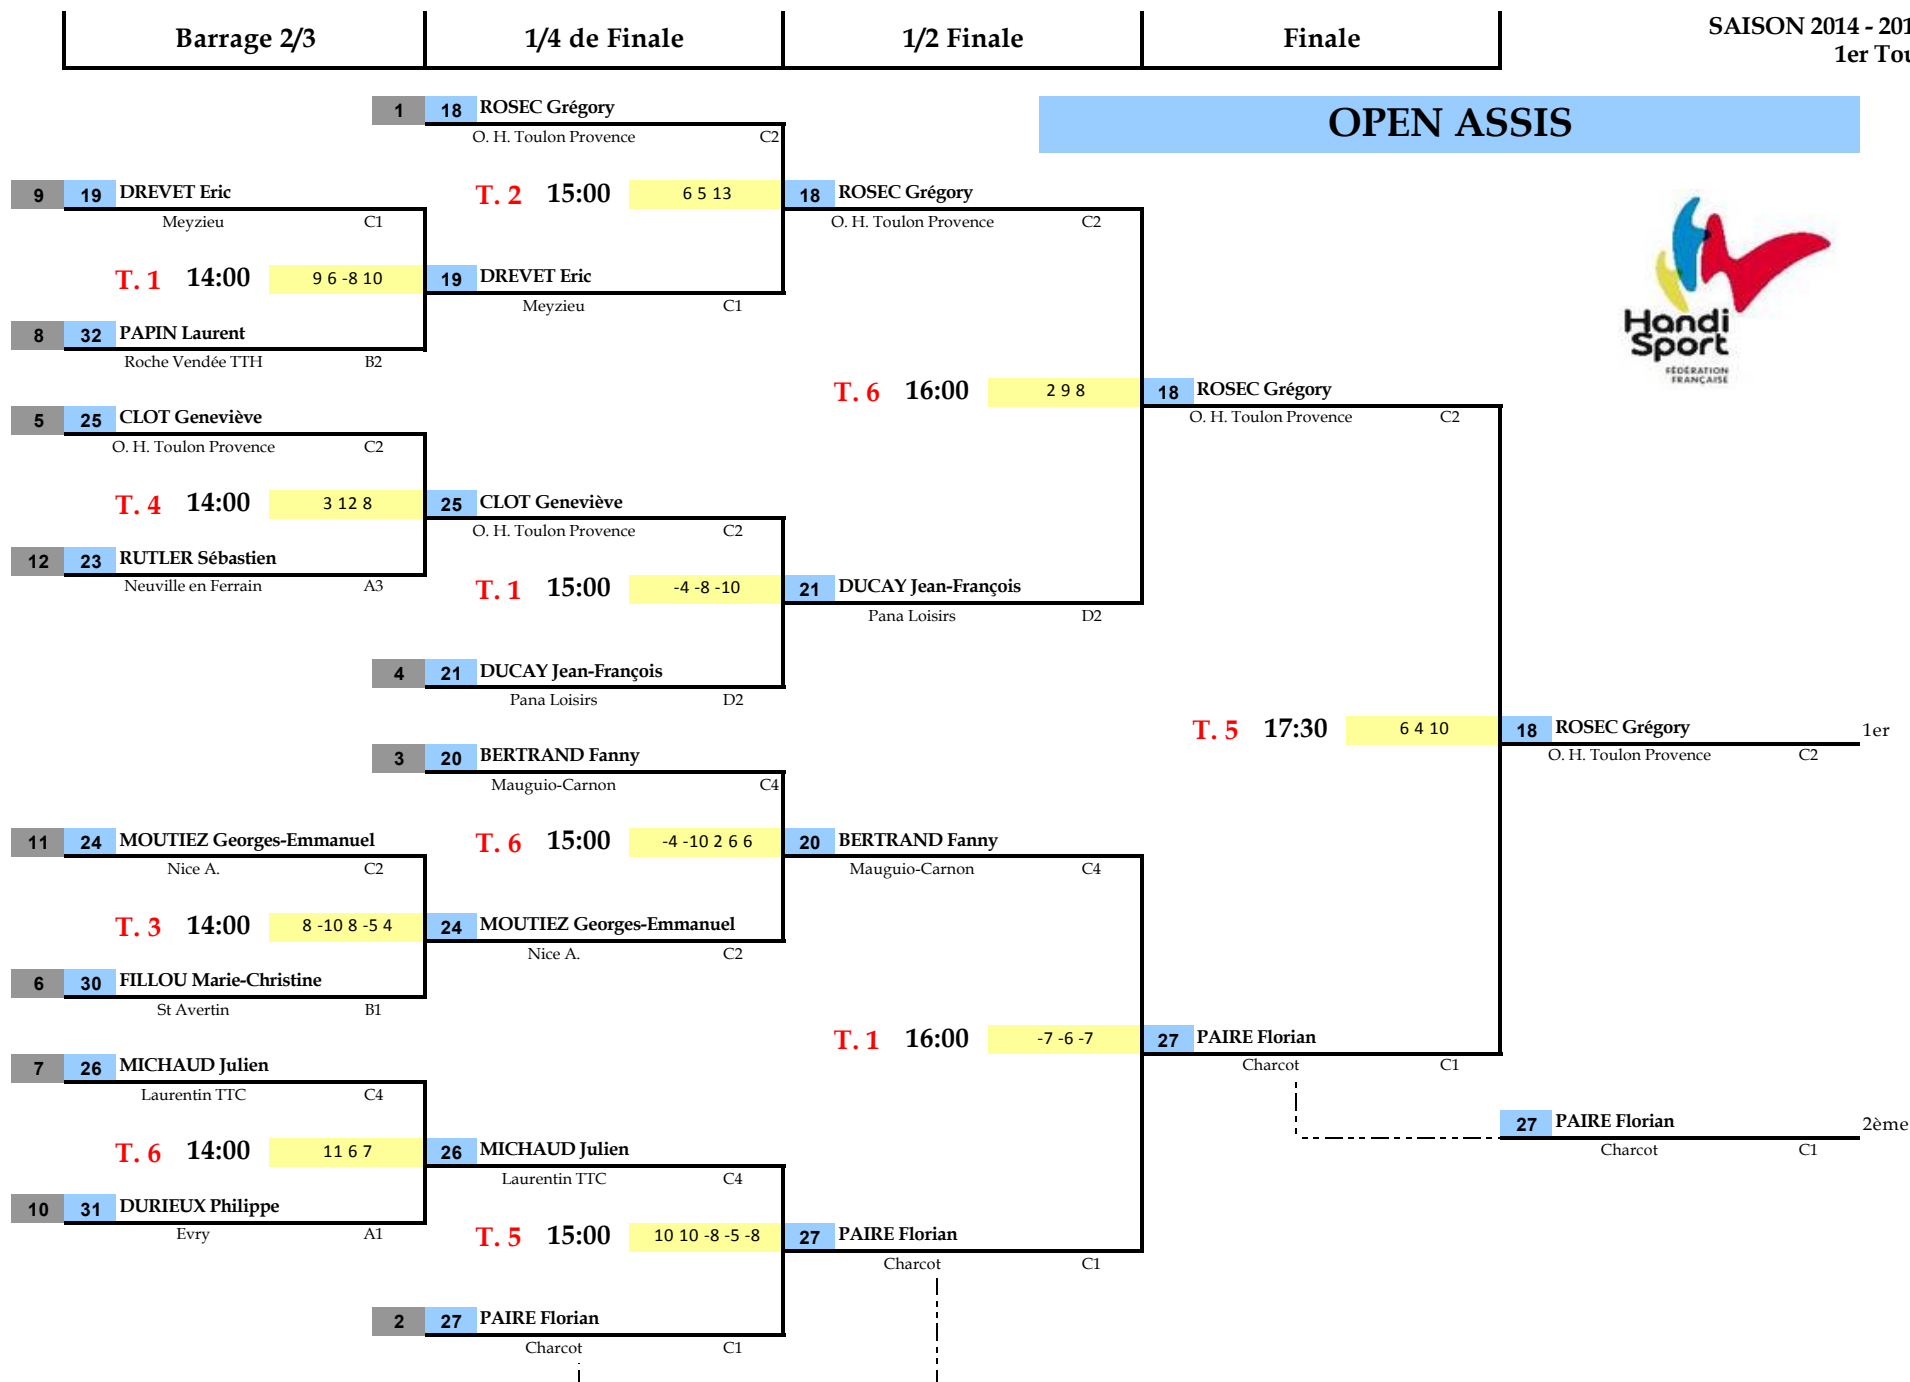 Barrage 2/3 1/4 de Finale 1/2 Finale Finale
SAISON 2014 - 201
1er Tou
OPEN ASSIS
1 18 ROSEC Grégory
O. H. Toulon Provence C2
9 19 DREVET Eric
Meyzieu C1
T. 2 15:00 6 5 13
18 ROSEC Grégory
O. H. Toulon Provence C2
T. 1 14:00 9 6 -8 10
19 DREVET Eric
Meyzieu C1
8 32 PAPIN Laurent
Roche Vendée TTH B2
Handi
Sport
FÉDÉRATION
FRANÇAISE
T. 6 16:00 2 9 8
18 ROSEC Grégory
O. H. Toulon Provence C2
5 25 CLOT Geneviève
O. H. Toulon Provence C2
T. 4 14:00 3 12 8
25 CLOT Geneviève
O. H. Toulon Provence C2
12 23 RUTLER Sébastien
Neuville en Ferrain A3
T. 1 15:00 -4 -8 -10
21 DUCAY Jean-François
Pana Loisirs D2
4 21 DUCAY Jean-François
Pana Loisirs D2
T. 5 17:30 6 4 10
18 ROSEC Grégory 1er
O. H. Toulon Provence C2
3 20 BERTRAND Fanny
Mauguio-Carnon C4
11 24 MOUTIEZ Georges-Emmanuel
Nice A. C2
T. 6 15:00 -4 -10 2 6 6
20 BERTRAND Fanny
Mauguio-Carnon C4
T. 3 14:00 8 -10 8 -5 4
24 MOUTIEZ Georges-Emmanuel
Nice A. C2
6 30 FILLOU Marie-Christine
St Avertin B1
T. 1 16:00 -7 -6 -7
27 PAIRE Florian
Charcot C1
7 26 MICHAUD Julien
Laurentin TTC C4
27 PAIRE Florian 2ème
Charcot C1
T. 6 14:00 11 6 7
26 MICHAUD Julien
Laurentin TTC C4
10 31 DURIEUX Philippe
Evry A1
T. 5 15:00 10 10 -8 -5 -8
27 PAIRE Florian
Charcot C1
2 27 PAIRE Florian
Charcot C1